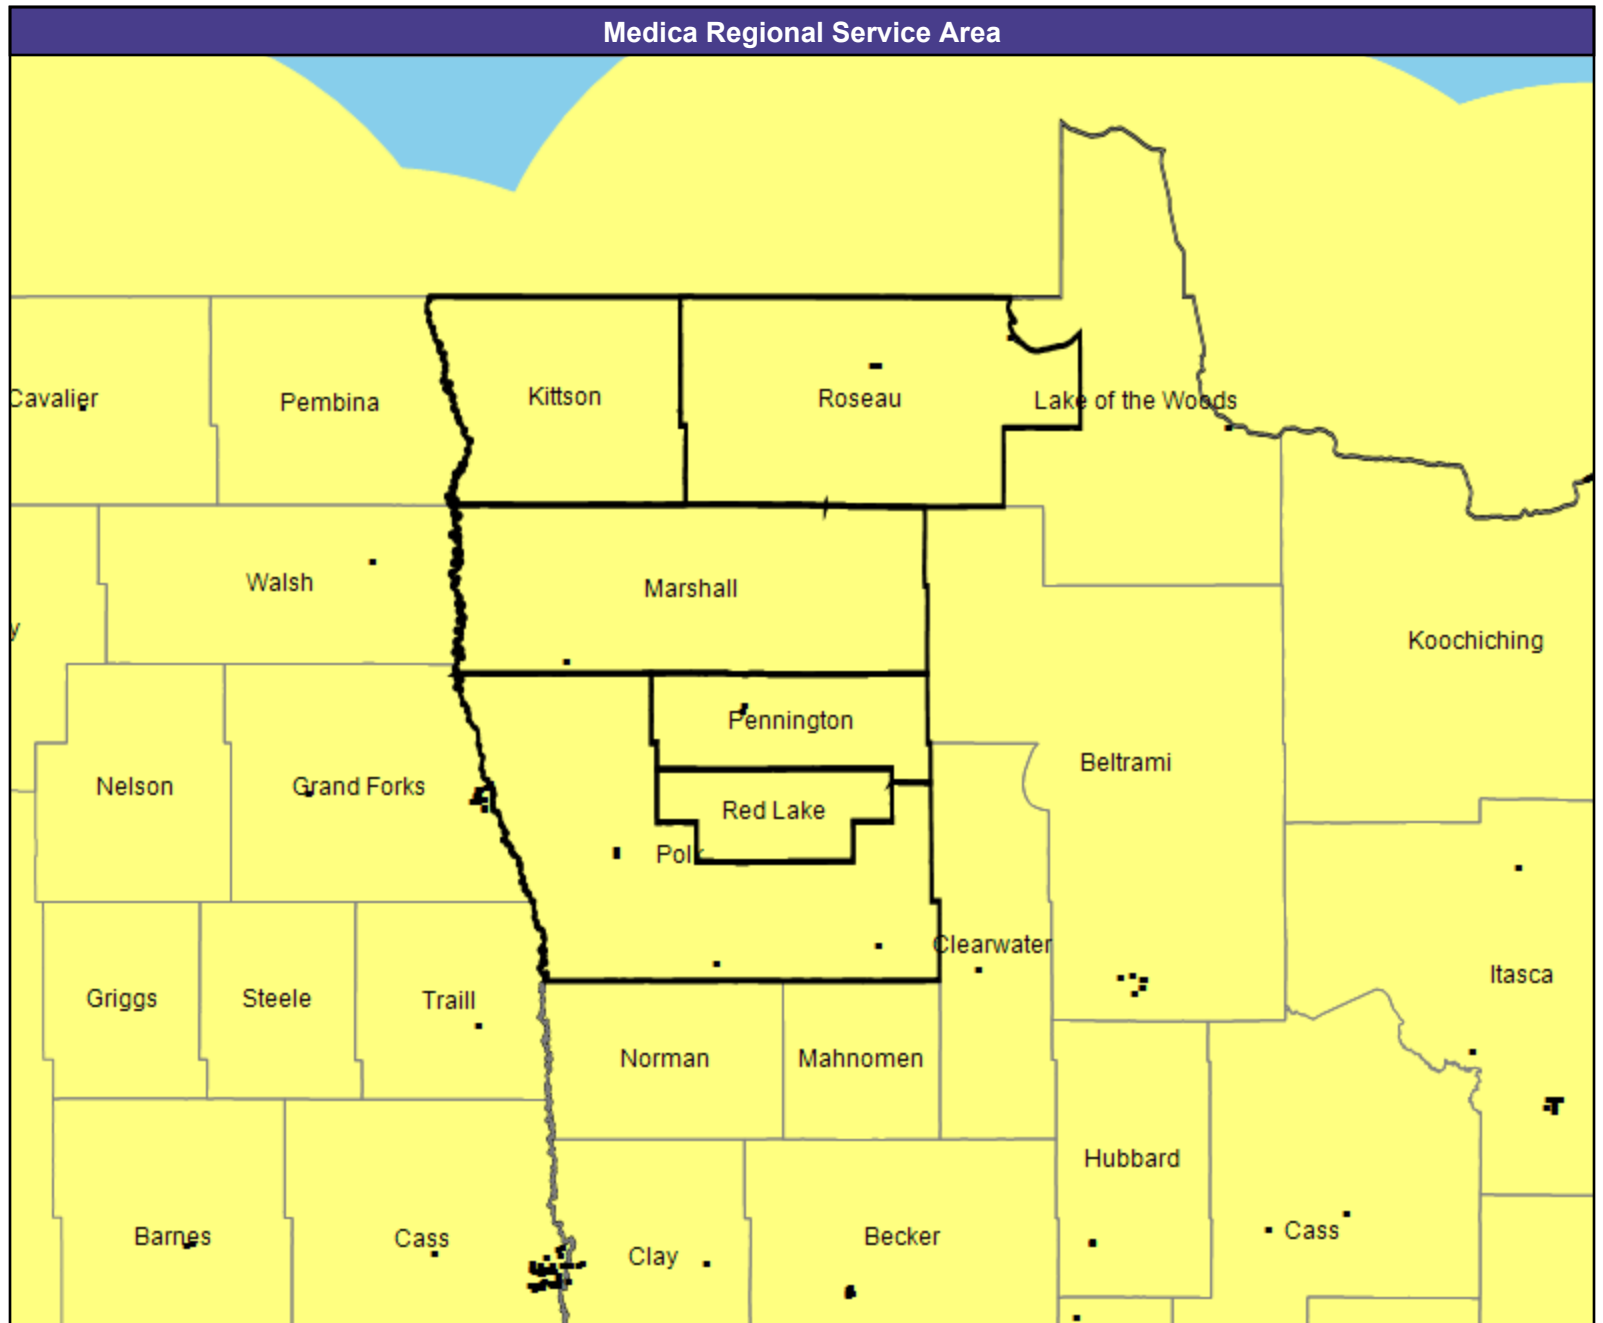 Medica Regional Service Area
Kittson
Cavalier
Pembina
Roseau
Lake of the Woods
Walsh
Marshall
y
Koochiching
Pennington
Beltrami
Nelson
Grand Forks
Red Lake
Polk
Clearwater
Griggs
Steele
Traill
Itasca
Norman
Mahnomen
Hubbard
Barnes
Cass
Clay
Becker
Cass